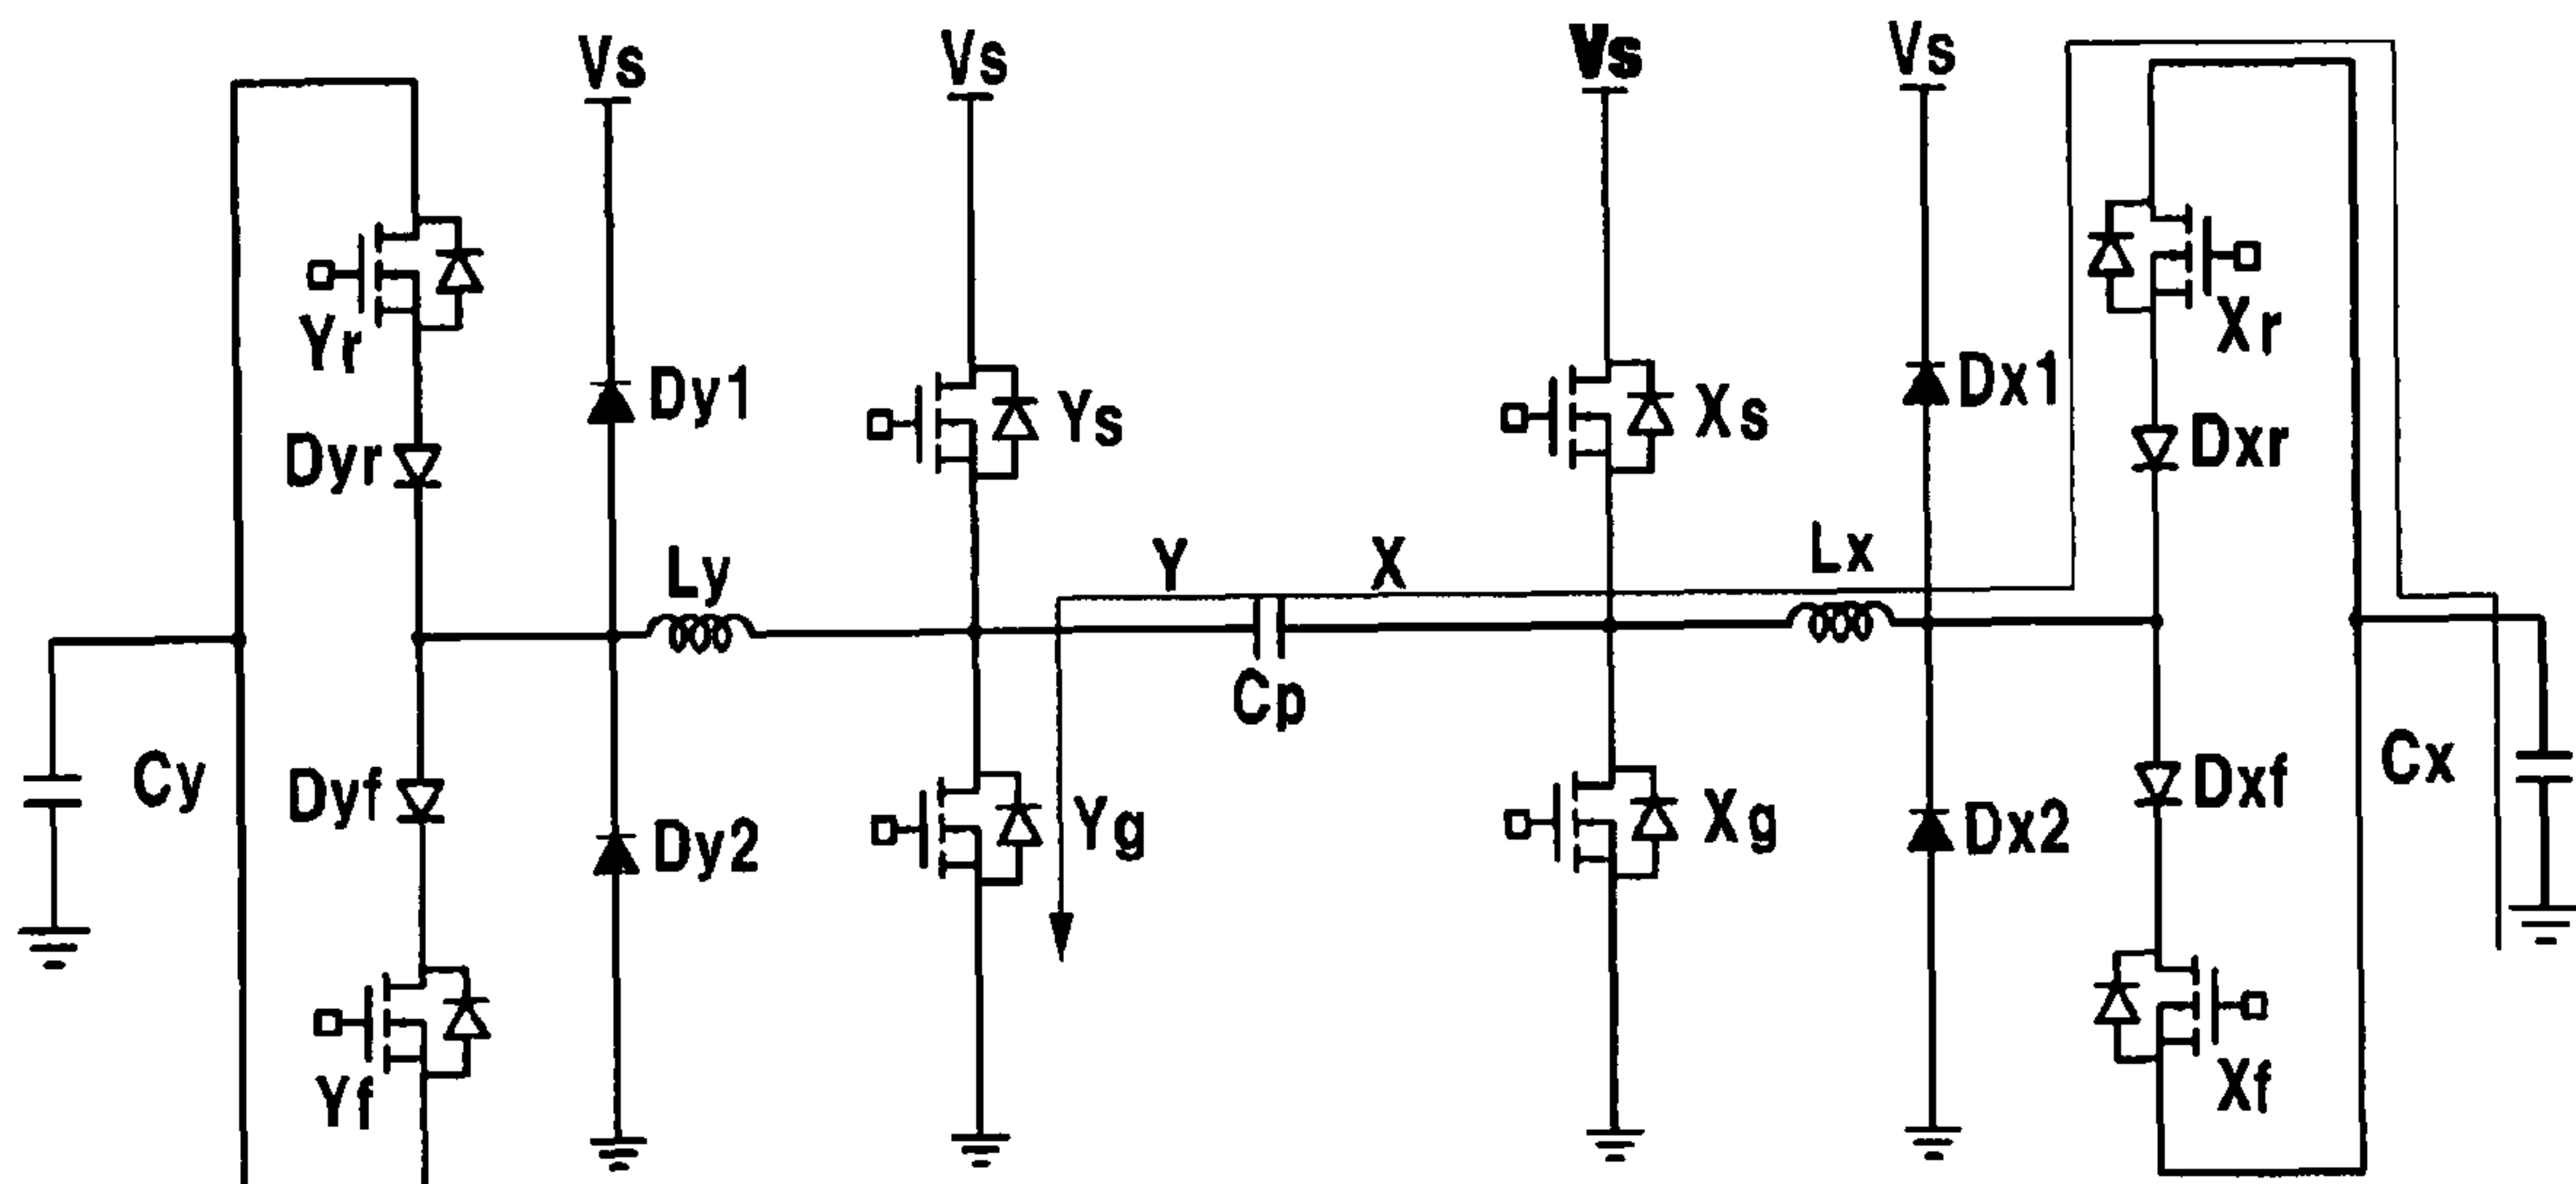 Vs
Vs
Vs
Vs
Yr
Xr
Dy1
Ys
Xs
Dx1
Dyr
Dxr
Ly
Y
X
Lx
Cp
Cy
Dyf
Dy2
Yg
Xg
Dx2
Dxf
Cx
Yf
Xf